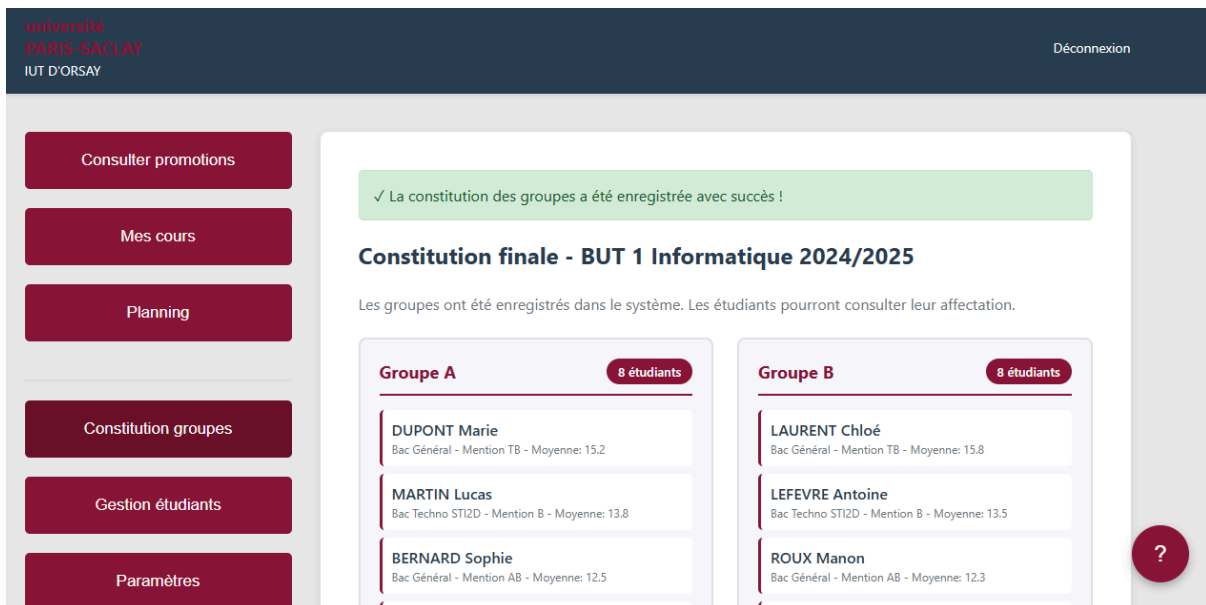 université
PARIS-SACLAY
IUT D'ORSAY
Déconnexion
Consulter promotions
Mes cours
Planning
Constitution groupes
Gestion étudiants
Paramètres
✓ La constitution des groupes a été enregistrée avec succès !
Constitution finale - BUT 1 Informatique 2024/2025
Les groupes ont été enregistrés dans le système. Les étudiants pourront consulter leur affectation.
Groupe A
8 étudiants
DUPONT Marie
Bac Général - Mention TB - Moyenne: 15.2
MARTIN Lucas
Bac Techno STI2D - Mention B - Moyenne: 13.8
BERNARD Sophie
Bac Général - Mention AB - Moyenne: 12.5
Groupe B
8 étudiants
LAURENT Chloé
Bac Général - Mention TB - Moyenne: 15.8
LEFEVRE Antoine
Bac Techno STI2D - Mention B - Moyenne: 13.5
ROUX Manon
Bac Général - Mention AB - Moyenne: 12.3
?